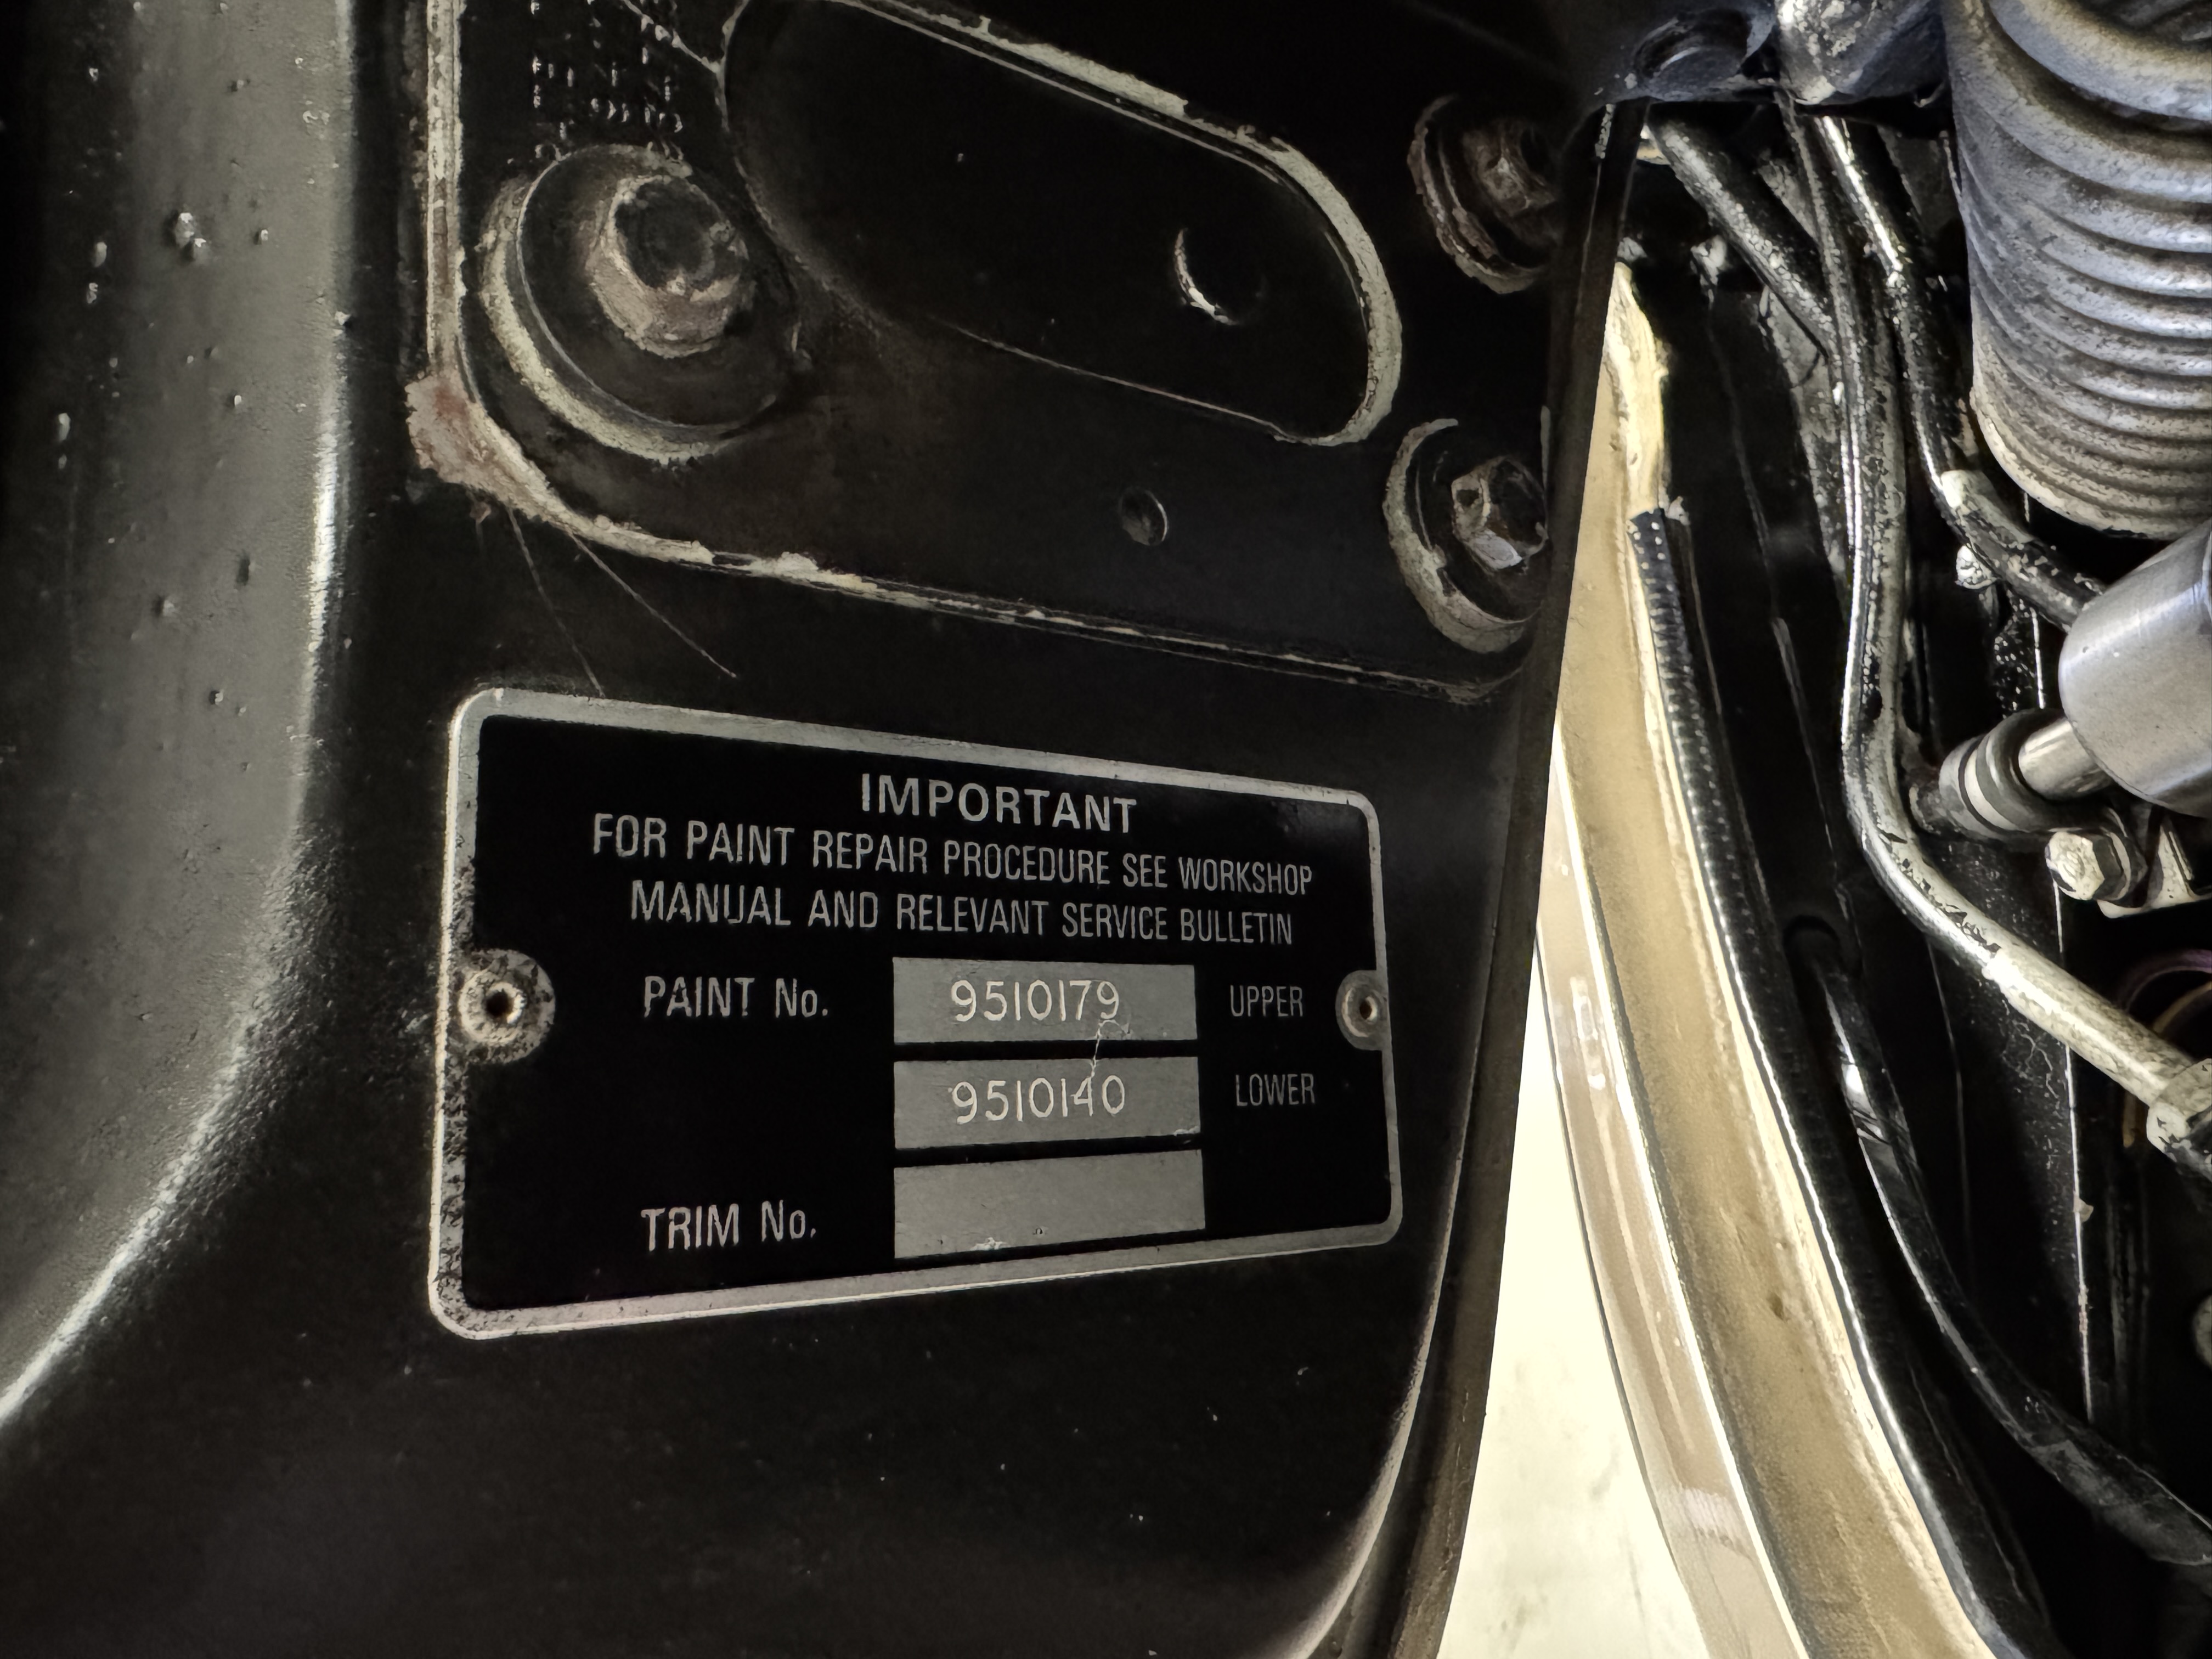 IMPORTANT
FOR PAINT REPAIR PROCEDURE SEE WORKSHOP
MANUAL AND RELEVANT SERVICE BULLETIN
PAINT No. 9510179 UPPER
9510140 LOWER
TRIM No.